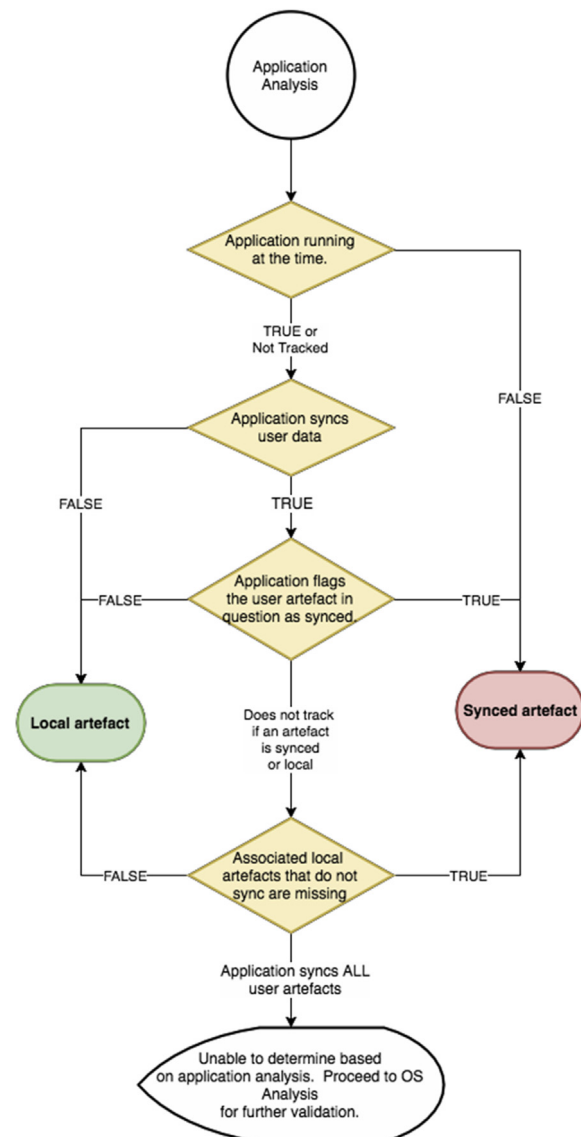 Application
Analysis
Application running
at the time.
TRUE or
Not Tracked
FALSE
Application syncs
user data
FALSE
TRUE
Application flags
the user artefact in
question as synced.
FALSE
TRUE
Local artefact
Synced artefact
Does not track
if an artefact
is synced
or local
Associated local
artefacts that do not
sync are missing
FALSE
TRUE
Application syncs ALL
user artefacts
Unable to determine based
on application analysis. Proceed to OS
Analysis
for further validation.